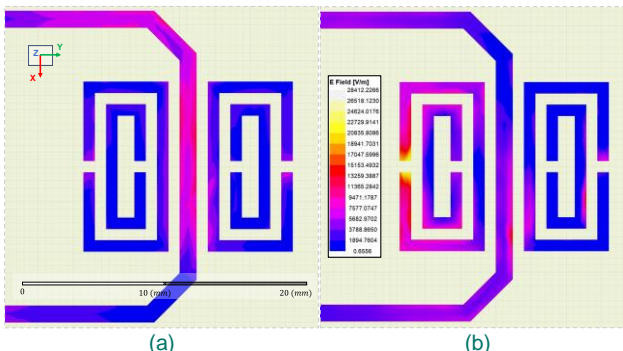 Z
Y
X
E Field [V/m]
28412.2266
26518.1230
24624.0176
22729.9141
20835.8086
18941.7031
17047.5996
15153.4932
13259.3887
11365.2842
9471.1787
7577.0747
5682.9702
3788.8650
1894.7604
0.6556
0
10 (mm)
20 (mm)
(a)
(b)